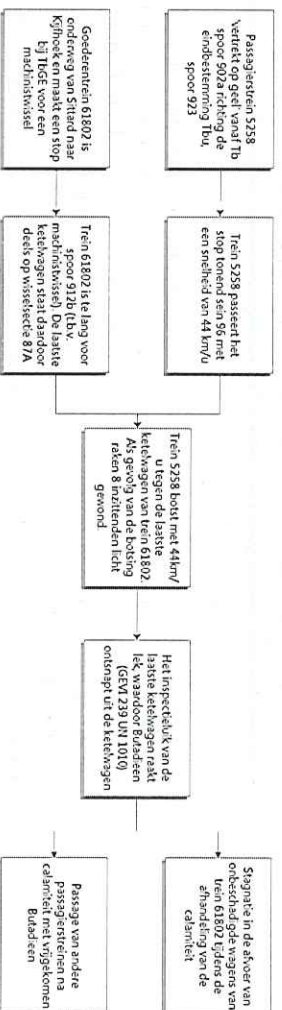 Passagierstrein 5258
vertrekt op geel vanaf Tb
spoor 902a richting de
eindbestemming Tbu,
spoor 923
Trein 5258 passeert het
stop tonend sein 96 met
een snelheid van 44 km/u
Goederentrein 61802 is
onderweg van Sittard naar
Kijfhoek en maakt een stop
bij TbGE voor een
machinistwissel
Trein 61802 is te lang voor
spoor 912b (t.b.v.
machinistwissel). De laatste
ketelwagen staat daardoor
deels op wisselsectie 87A
Trein 5258 botst met 44km/
u tegen de laatste
ketelwagen van trein 61802.
Als gevolg van de botsing
raken 8 inzittenden licht
gewond.
Het inspectieluik van de
laatste ketelwagen raakt
lek, waardoor Butadieen
(GEVI 239 UN 1010)
ontsnapt uit de ketelwagen
Stagnatie in de afvoer van
onbeschadigde wagens van
trein 61802 tijdens de
afhandeling van de
calamiteit
Passage van andere
passagierstreinen na
calamiteit met vrijgekomen
Butadieen